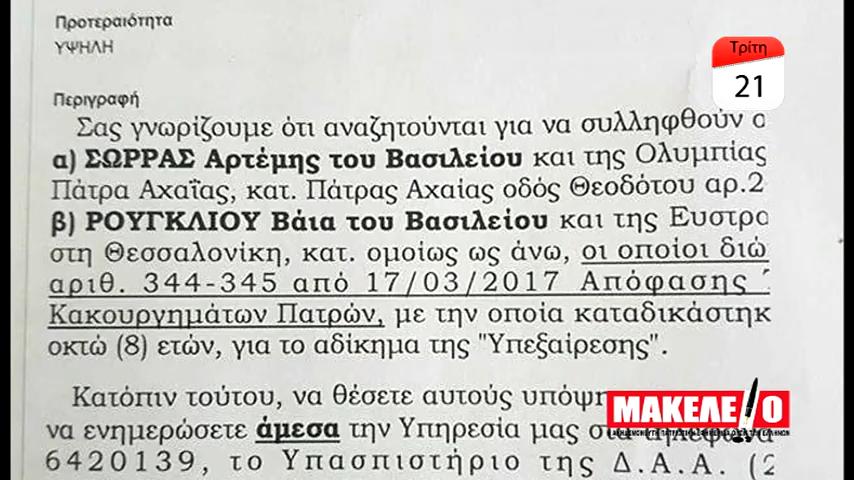 Προτεραιότητα
ΥΨΗΛΗ
Τρίτη
21
Περιγραφή
Σας γνωρίζουμε ότι αναζητούνται για να συλληφθούν ο
α) ΣΩΡΡΑΣ Αρτέμης του Βασιλείου και της Ολυμπίας
Πάτρα Αχαΐας, κατ. Πάτρας Αχαίας οδός Θεοδότου αρ.2
β) ΡΟΥΓΚΛΙΟΥ Βάια του Βασιλείου και της Ευστρα
στη Θεσσαλονίκη, κατ. ομοίως ως άνω, οι οποίοι διώ
αριθ. 344-345 από 17/03/2017 Απόφασης
Κακουργημάτων Πατρών, με την οποία καταδικάστηκ
οκτώ (8) ετών, για το αδίκημα της "Υπεξαίρεσης".
Κατόπιν τούτου, να θέσετε αυτούς υπόψη
να ενημερώσετε άμεσα την Υπηρεσία μας
6420139, το Υπασπιστήριο της Δ.Α.Α. (2
ΜΑΚΕΛΕΙΟ